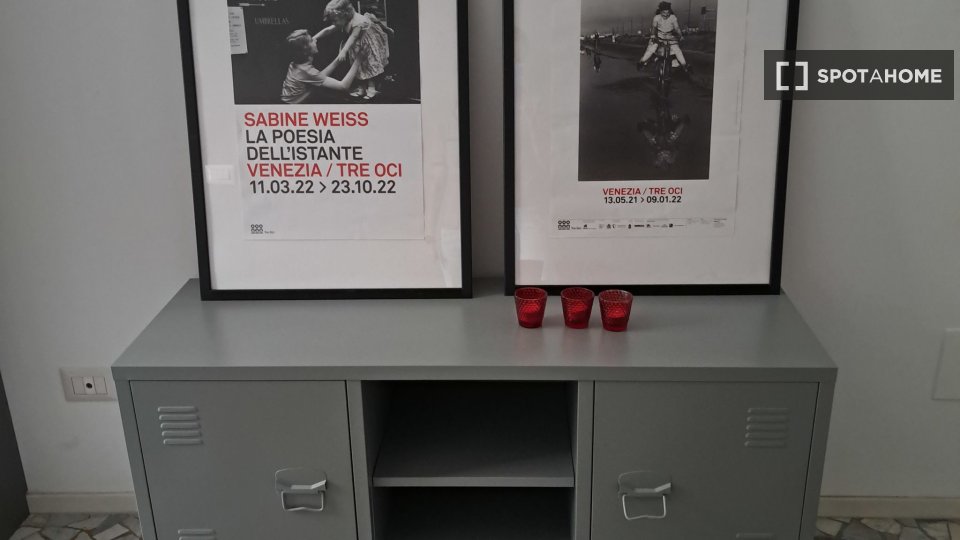 UMBRELLAS
SABINE WEISS
LA POESIA
DELL'ISTANTE
VENEZIA / TRE OCI
11.03.22 > 23.10.22
VENEZIA / TRE OCI
13.05.21 > 09.01.22
SPOTAHOME